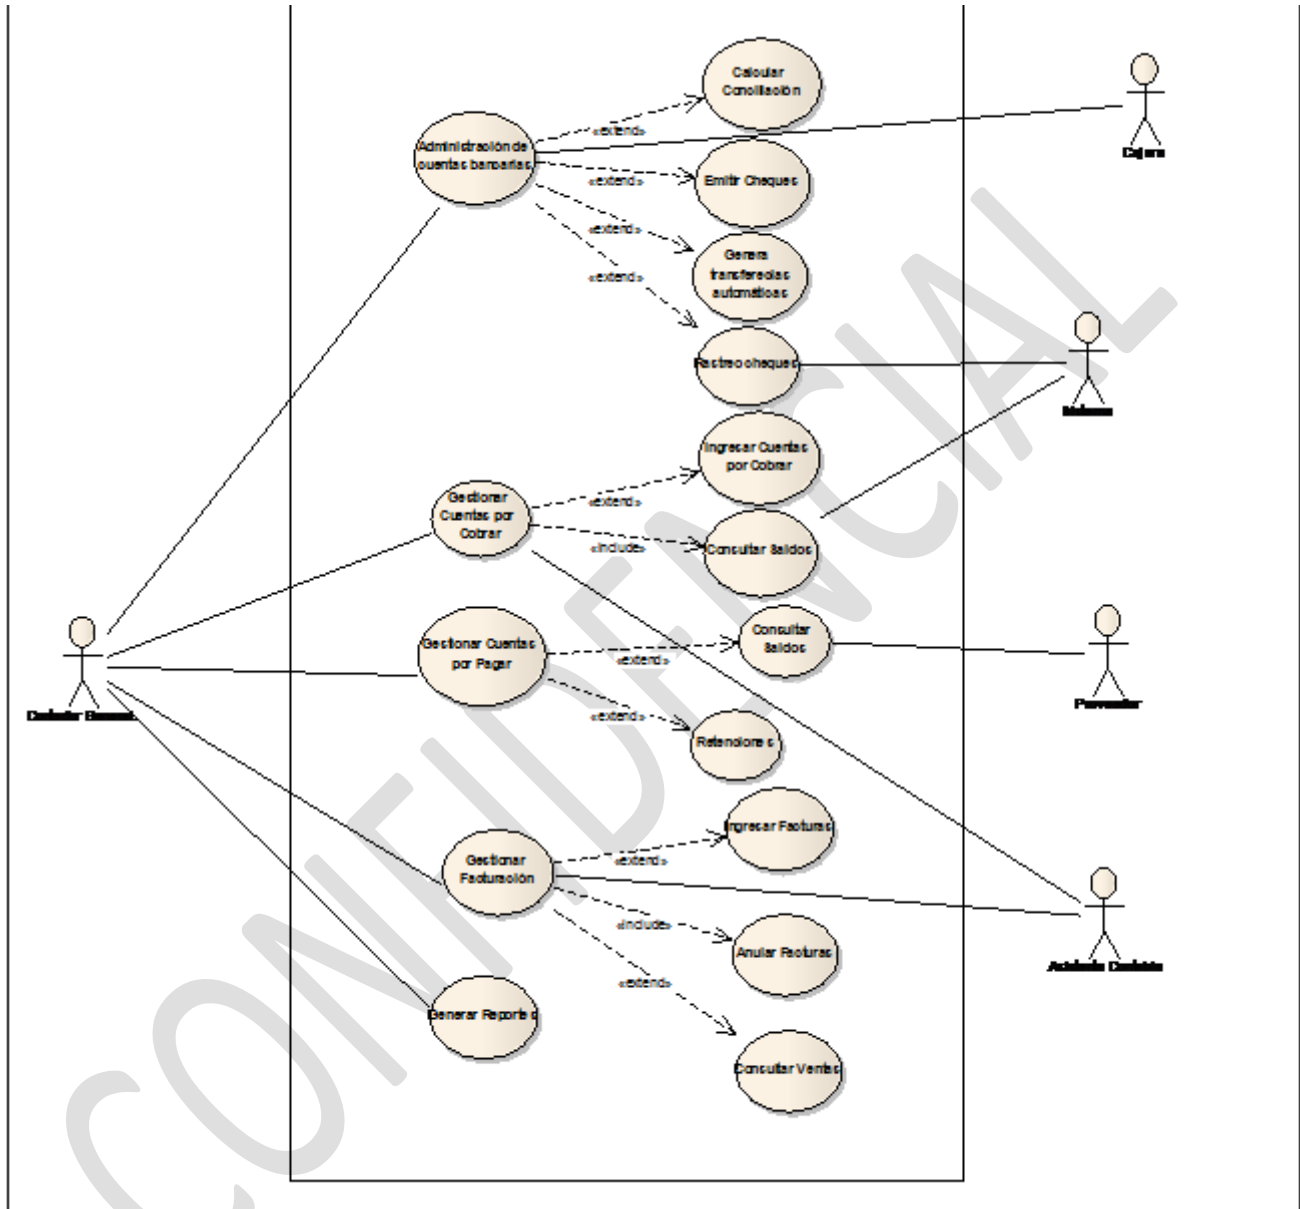 Calcular
Conciliación
«extend»
Administración de
cuentas bancarias
Cajera
«extend»
Emitir Cheques
«extend»
Genera
transferecias
automáticas
«extend»
Rastreo cheques
Ingresar Cuentas
por Cobrar
«extend»
Gestionar
Cuentas por
Cobrar
«include»
Consultar Saldos
Consultar
Saldos
Gestionar Cuentas
por Pagar
«extend»
Proveedor
«extend»
Retenciones
Ingresar Facturas
«extend»
Gestionar
Facturación
«include»
Anular Facturas
«extend»
Generar Reportes
Consultar Ventas
CONFIDENCIAL